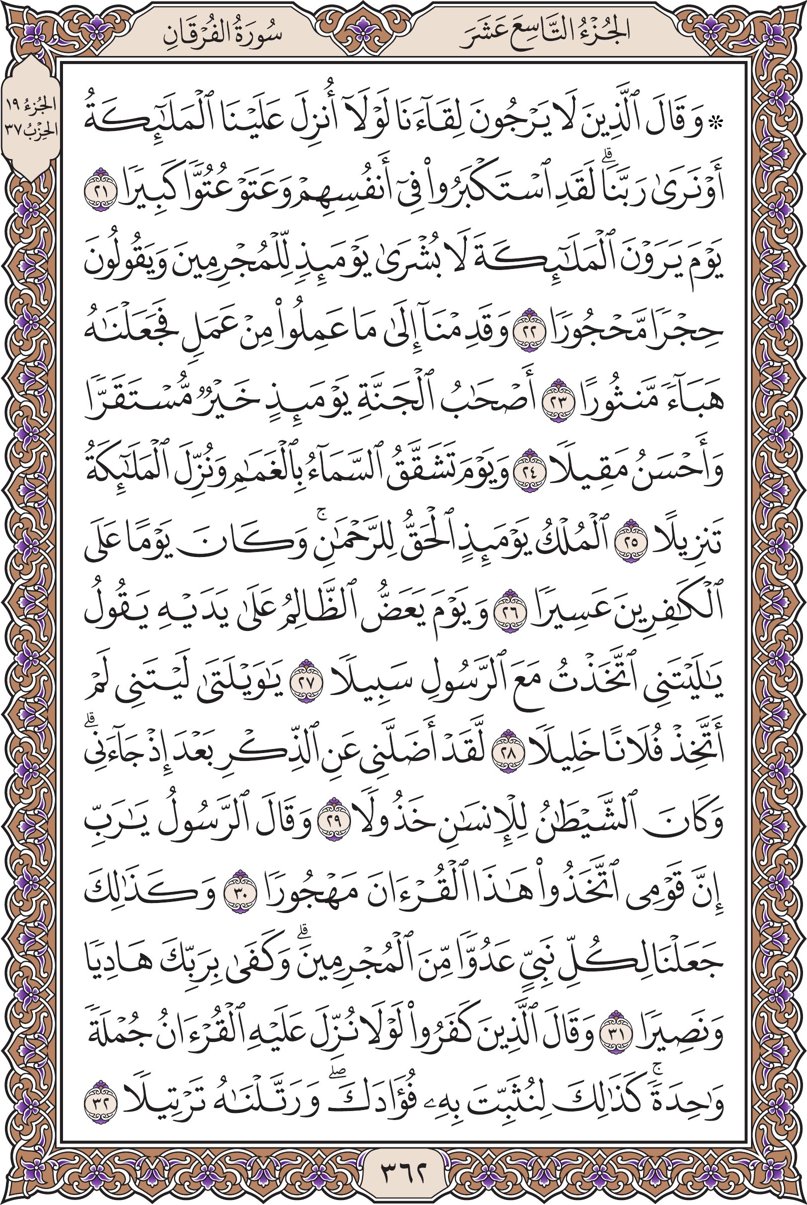 الجُزْءُ التَّاسِعَ عَشَرَ
سُورَةُ الفُرْقَانِ
الجُزْءُ ١٩
الحِزْبُ ٣٧
۞ وَقَالَ ٱلَّذِينَ لَا يَرْجُونَ لِقَآءَنَا لَوْلَآ أُنزِلَ عَلَيْنَا ٱلْمَلَٰٓئِكَةُ
أَوْ نَرَىٰ رَبَّنَاۗ لَقَدِ ٱسْتَكْبَرُوا۟ فِىٓ أَنفُسِهِمْ وَعَتَوْ عُتُوًّا كَبِيرًا ٢١
يَوْمَ يَرَوْنَ ٱلْمَلَٰٓئِكَةَ لَا بُشْرَىٰ يَوْمَئِذٍ لِّلْمُجْرِمِينَ وَيَقُولُونَ
حِجْرًا مَّحْجُورًا ٢٢ وَقَدِمْنَآ إِلَىٰ مَا عَمِلُوا۟ مِنْ عَمَلٍ فَجَعَلْنَٰهُ
هَبَآءً مَّنثُورًا ٢٣ أَصْحَٰبُ ٱلْجَنَّةِ يَوْمَئِذٍ خَيْرٌ مُّسْتَقَرًّا
وَأَحْسَنُ مَقِيلًا ٢٤ وَيَوْمَ تَشَقَّقُ ٱلسَّمَآءُ بِٱلْغَمَٰمِ وَنُزِّلَ ٱلْمَلَٰٓئِكَةُ
تَنزِيلًا ٢٥ ٱلْمُلْكُ يَوْمَئِذٍ ٱلْحَقُّ لِلرَّحْمَٰنِۚ وَكَانَ يَوْمًا عَلَى
ٱلْكَٰفِرِينَ عَسِيرًا ٢٦ وَيَوْمَ يَعَضُّ ٱلظَّالِمُ عَلَىٰ يَدَيْهِ يَقُولُ
يَٰلَيْتَنِى ٱتَّخَذْتُ مَعَ ٱلرَّسُولِ سَبِيلًا ٢٧ يَٰوَيْلَتَىٰ لَيْتَنِى لَمْ
أَتَّخِذْ فُلَانًا خَلِيلًا ٢٨ لَّقَدْ أَضَلَّنِى عَنِ ٱلذِّكْرِ بَعْدَ إِذْ جَآءَنِىۗ
وَكَانَ ٱلشَّيْطَٰنُ لِلْإِنسَٰنِ خَذُولًا ٢٩ وَقَالَ ٱلرَّسُولُ يَٰرَبِّ
إِنَّ قَوْمِى ٱتَّخَذُوا۟ هَٰذَا ٱلْقُرْءَانَ مَهْجُورًا ٣٠ وَكَذَٰلِكَ
جَعَلْنَا لِكُلِّ نَبِىٍّ عَدُوًّا مِّنَ ٱلْمُجْرِمِينَۗ وَكَفَىٰ بِرَبِّكَ هَادِيًا
وَنَصِيرًا ٣١ وَقَالَ ٱلَّذِينَ كَفَرُوا۟ لَوْلَا نُزِّلَ عَلَيْهِ ٱلْقُرْءَانُ جُمْلَةً
وَٰحِدَةًۚ كَذَٰلِكَ لِنُثَبِّتَ بِهِۦ فُؤَادَكَۖ وَرَتَّلْنَٰهُ تَرْتِيلًا ٣٢
٣٦٢